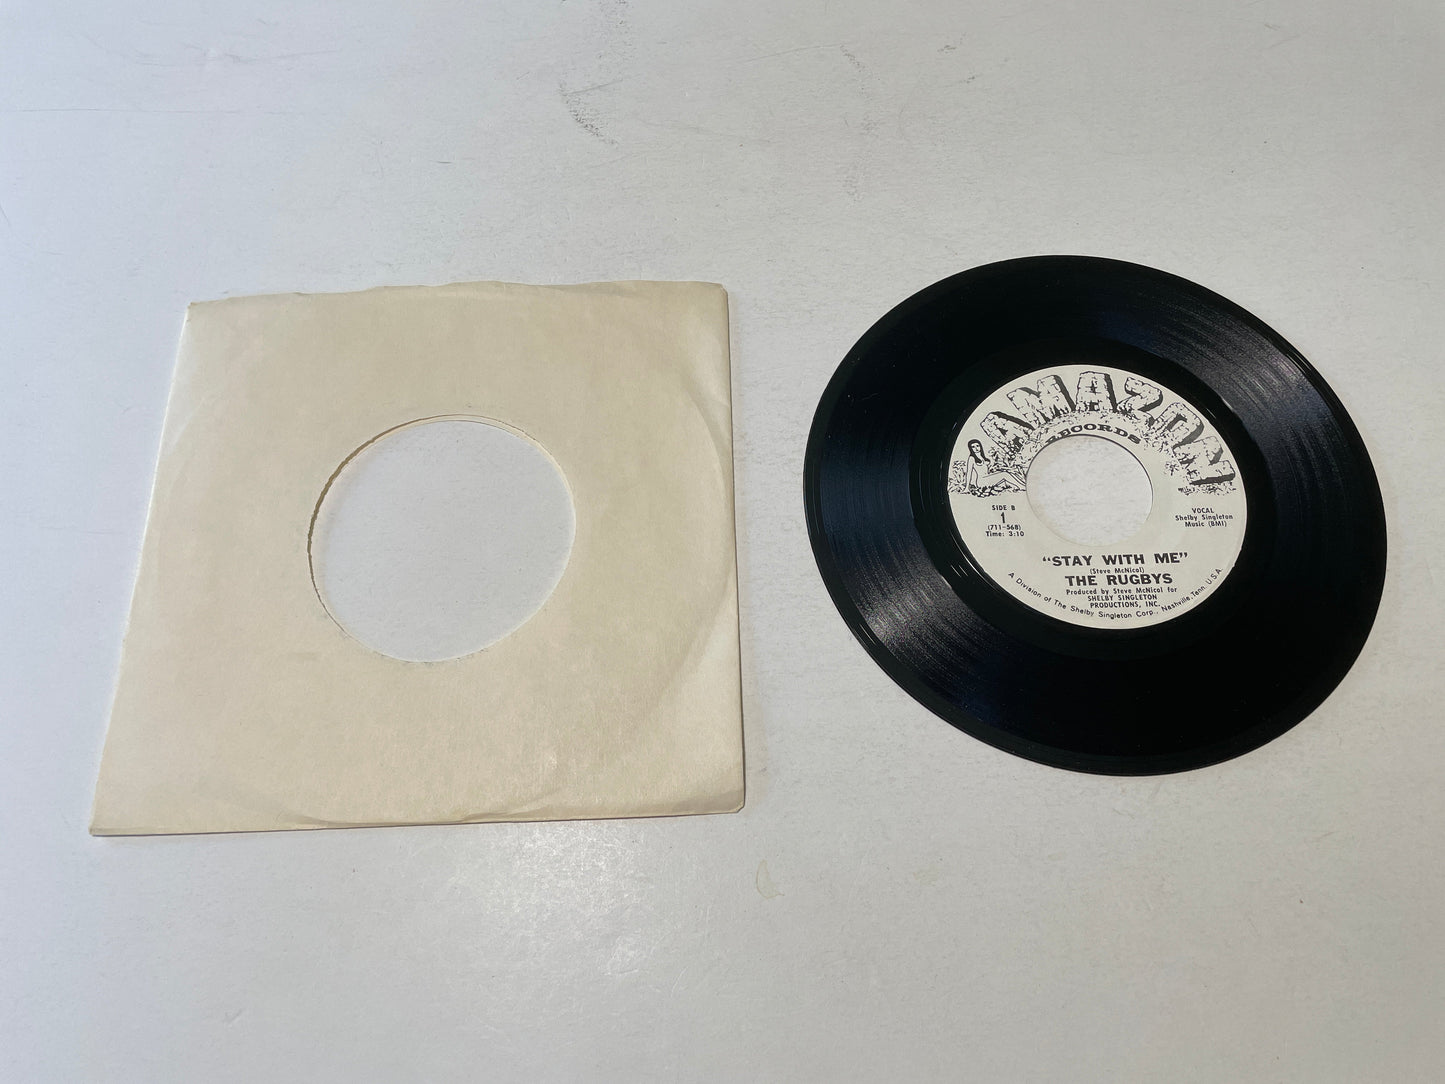 AMAZON
RECORDS
SIDE B
1
(711-568)
Time: 3:10
VOCAL
Shelby Singleton
Music (BMI)
"STAY WITH ME"
(Steve McNicol)
THE RUGBYS
Produced by Steve McNicol for
SHELBY SINGLETON
PRODUCTIONS, INC.
A Division of The Shelby Singleton Corp., Nashville, Tenn. U.S.A.